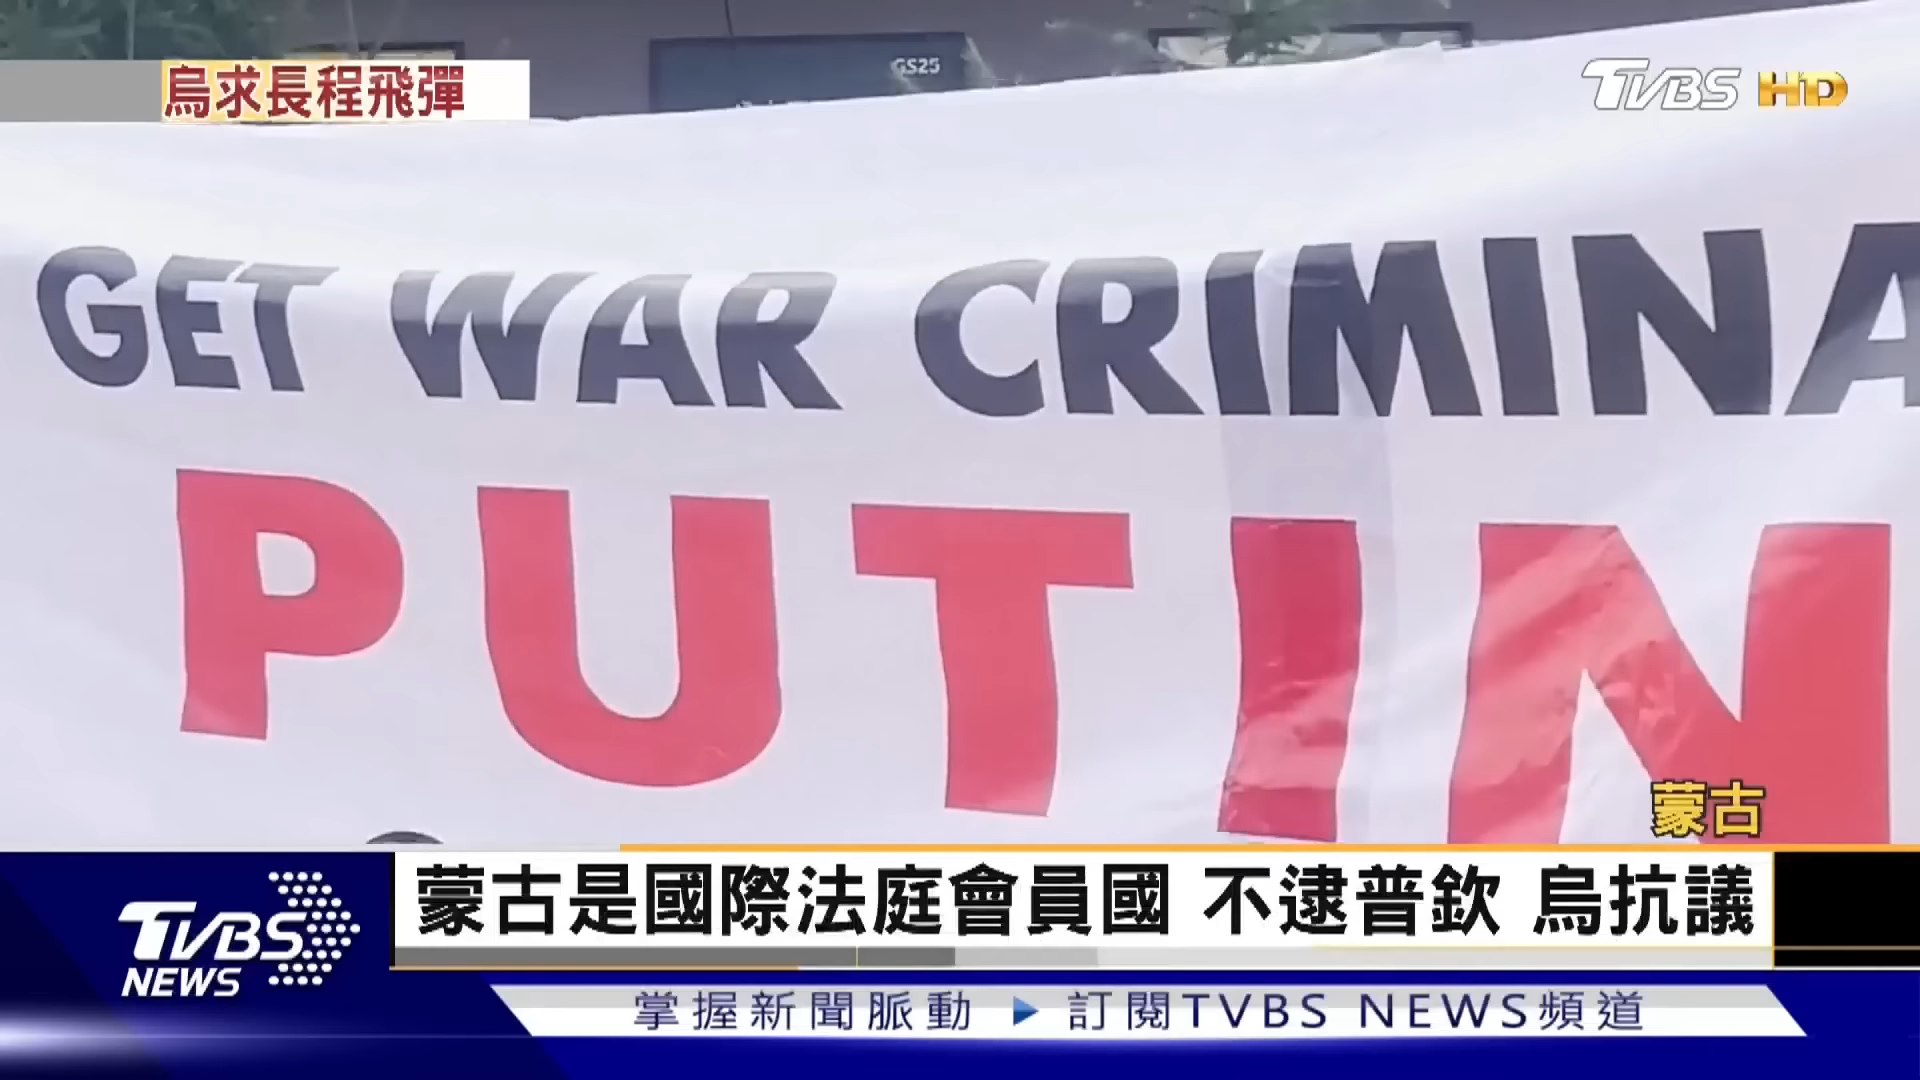 GS25
烏求長程飛彈
TVBS HD
GET WAR CRIMINA
PUTIN
蒙古
蒙古是國際法庭會員國 不逮普欽 烏抗議
TVBS
NEWS
掌握新聞脈動 ▶ 訂閱TVBS NEWS頻道